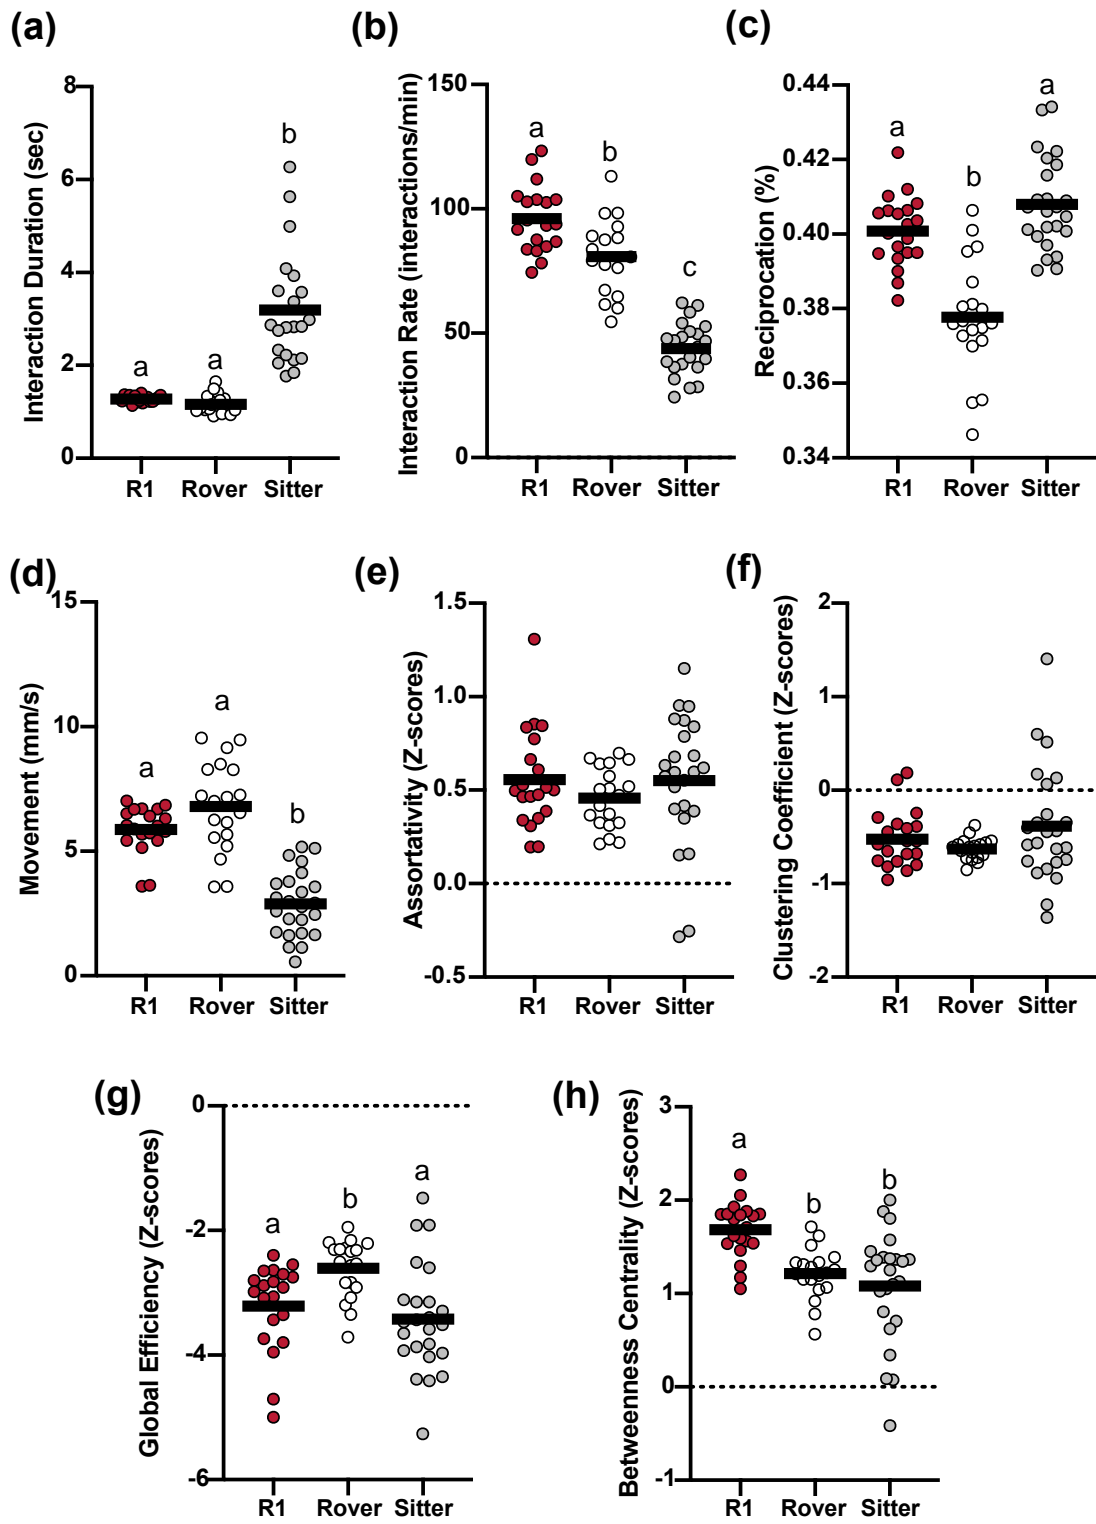 (a)
Interaction Duration (sec)
8
6
4
2
0
a
a
b
R1 Rover Sitter
(b)
Interaction Rate (interactions/min)
150
100
50
0
a
b
c
R1 Rover Sitter
(c)
Reciprocation (%)
0.44
0.42
0.40
0.38
0.36
0.34
a
b
a
R1 Rover Sitter
(d)
Movement (mm/s)
15
10
5
0
a
a
b
R1 Rover Sitter
(e)
Assortativity (Z-scores)
1.5
1.0
0.5
0.0
-0.5
R1 Rover Sitter
(f)
Clustering Coefficient (Z-scores)
2
1
0
-1
-2
R1 Rover Sitter
(g)
Global Efficiency (Z-scores)
0
-2
-4
-6
a
b
a
R1 Rover Sitter
(h)
Betweenness Centrality (Z-scores)
3
2
1
0
-1
a
b
b
R1 Rover Sitter